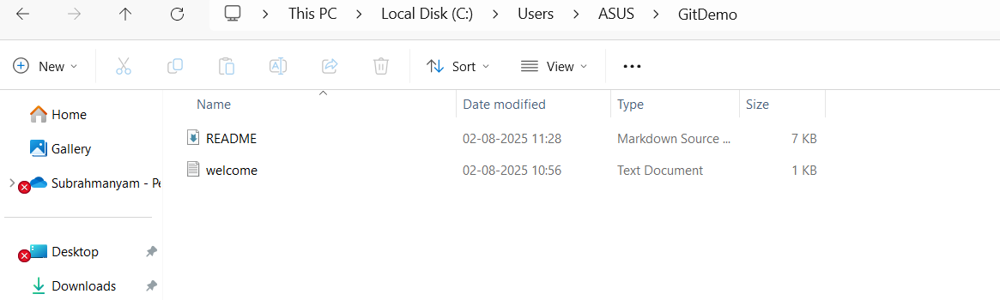 This PC > Local Disk (C:) > Users > ASUS > GitDemo
New Sort View
Name Date modified Type Size
Home
README 02-08-2025 11:28 Markdown Source ... 7 KB
Gallery
welcome 02-08-2025 10:56 Text Document 1 KB
Subrahmanyam - Pe
Desktop
Downloads